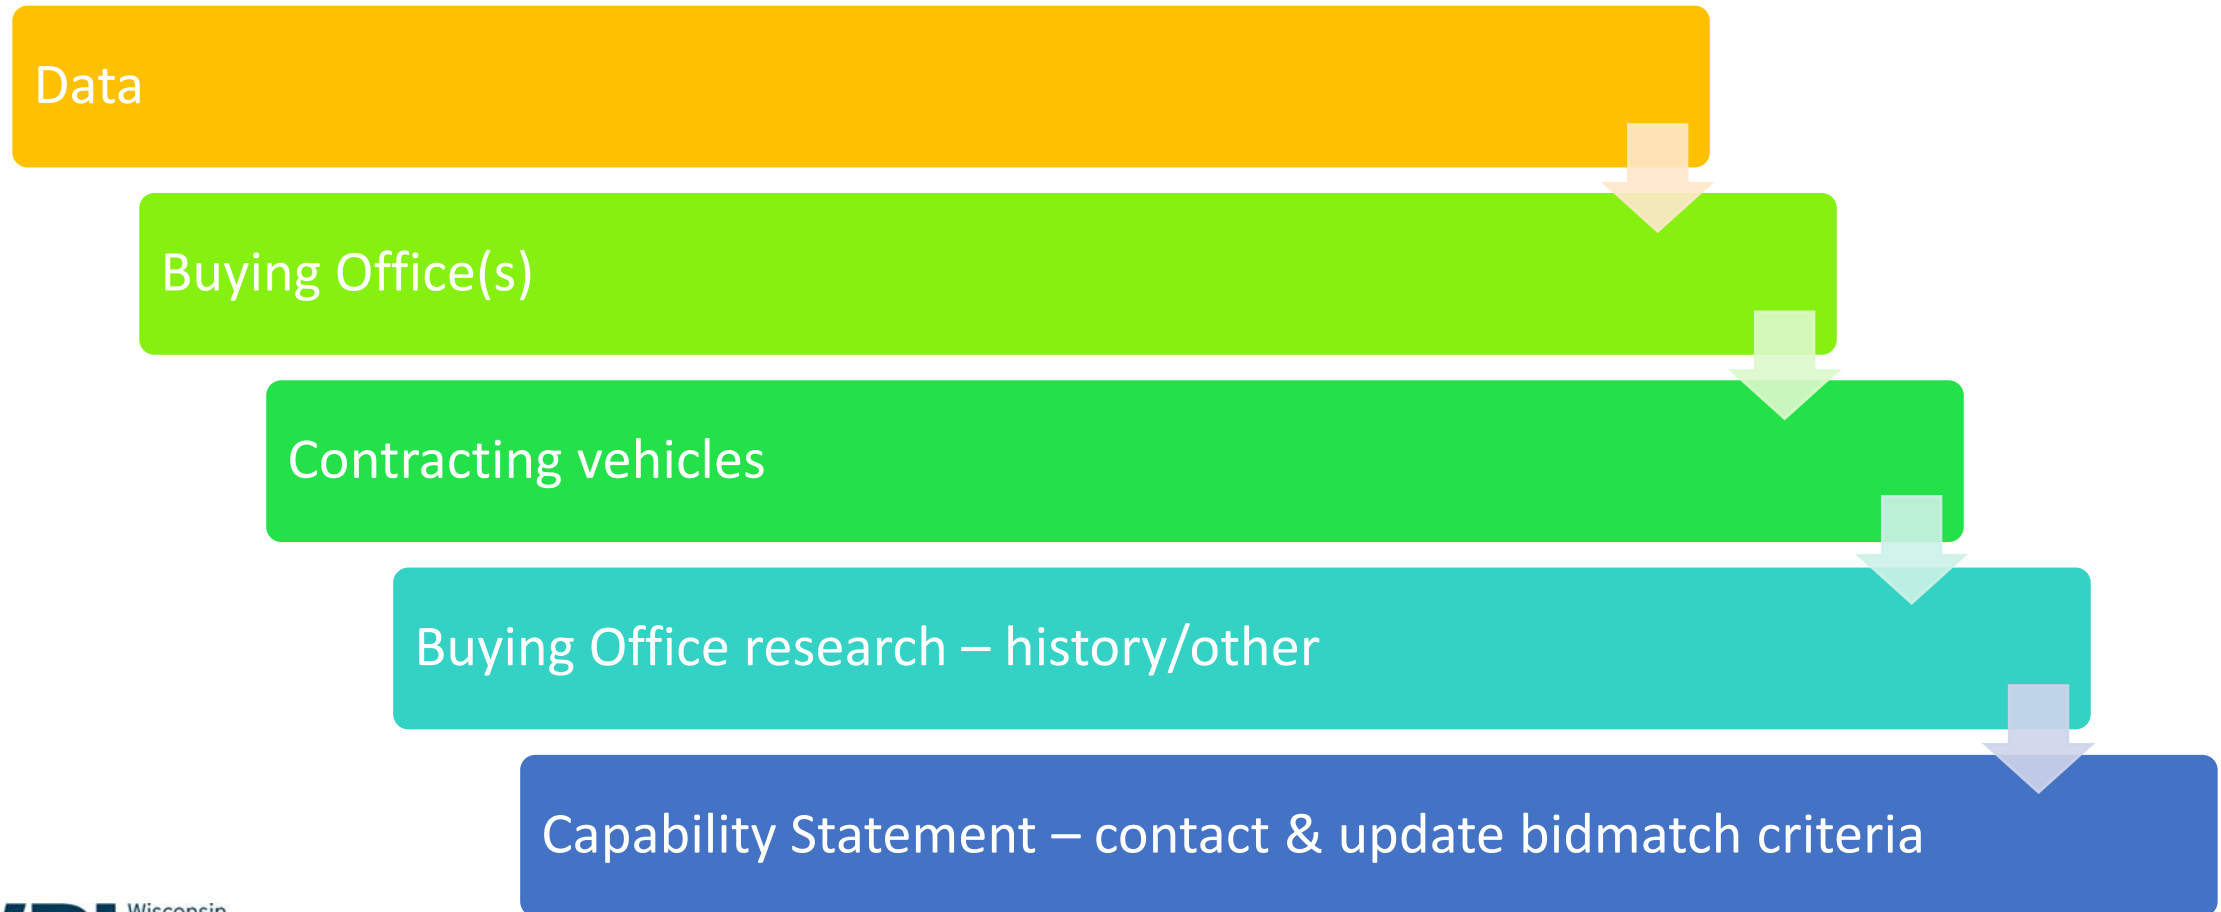 Data
Buying Office(s)
Contracting vehicles
Buying Office research – history/other
Capability Statement – contact & update bidmatch criteria
Wisconsin